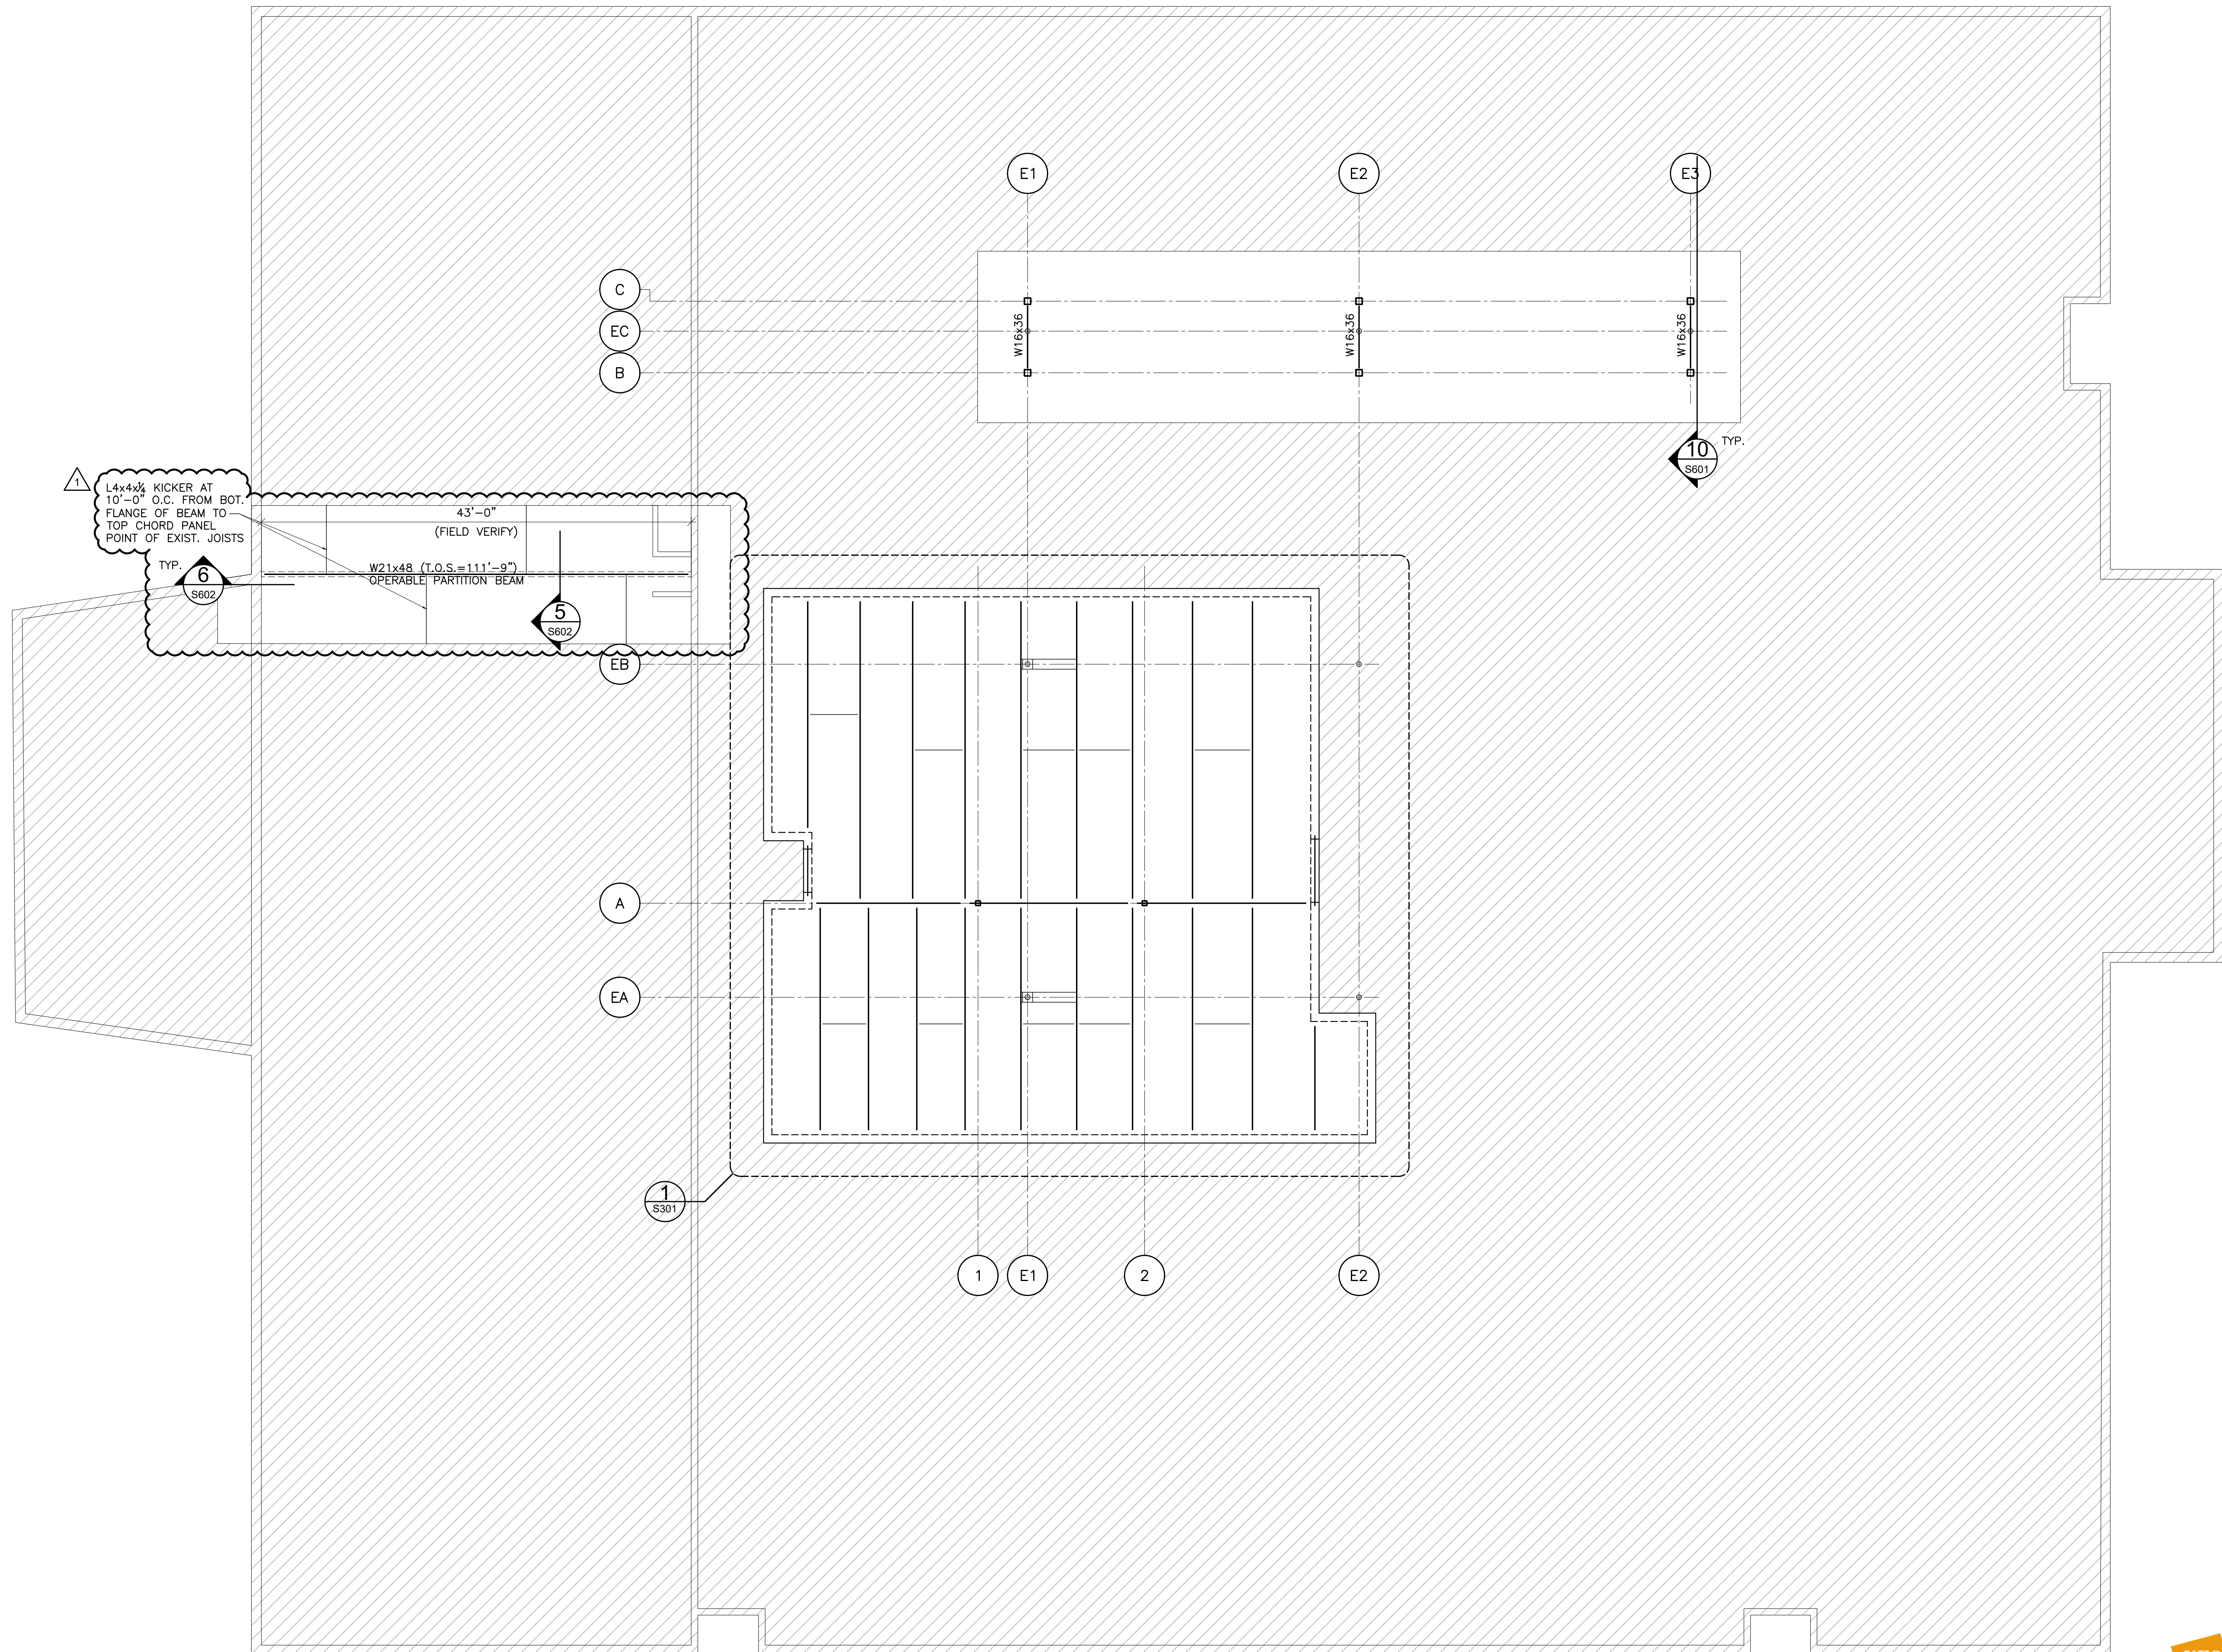 E1
E2
E3
C
EC
B
W16x36
W16x36
W16x36
10
S601
TYP.
1
L4x4x¼ KICKER AT
10'-0" O.C. FROM BOT.
FLANGE OF BEAM TO
TOP CHORD PANEL
POINT OF EXIST. JOISTS
43'-0"
(FIELD VERIFY)
TYP.
6
S602
W21x48 (T.O.S.=111'-9")
OPERABLE PARTITION BEAM
5
S602
EB
A
EA
1
S301
1
E1
2
E2